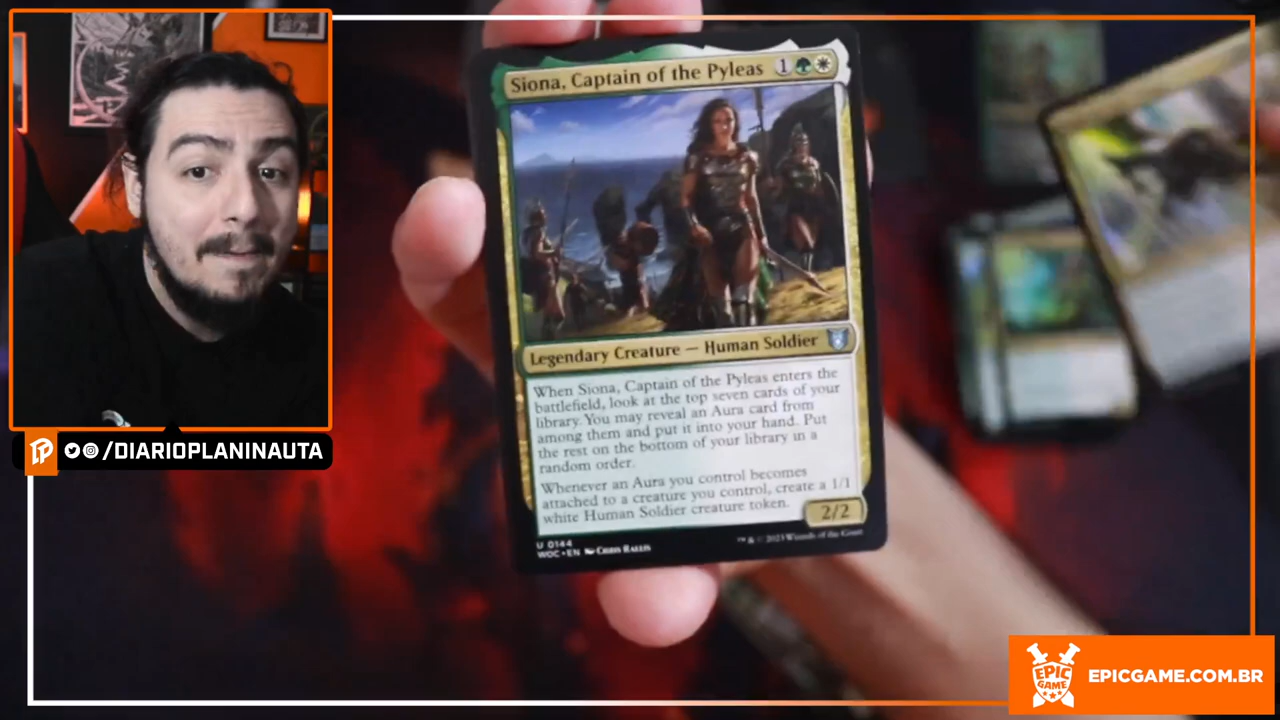 Siona, Captain of the Pyleas 1
Legendary Creature — Human Soldier
When Siona, Captain of the Pyleas enters the
battlefield, look at the top seven cards of your
library. You may reveal an Aura card from
among them and put it into your hand. Put
the rest on the bottom of your library in a
random order.
Whenever an Aura you control becomes
attached to a creature you control, create a 1/1
white Human Soldier creature token.
2/2
U 0144
WOC • EN Chris Rallis
™ & © 2023 Wizards of the Coast
/DIARIOPLANINAUTA
EPIC
GAME
EPICGAME.COM.BR